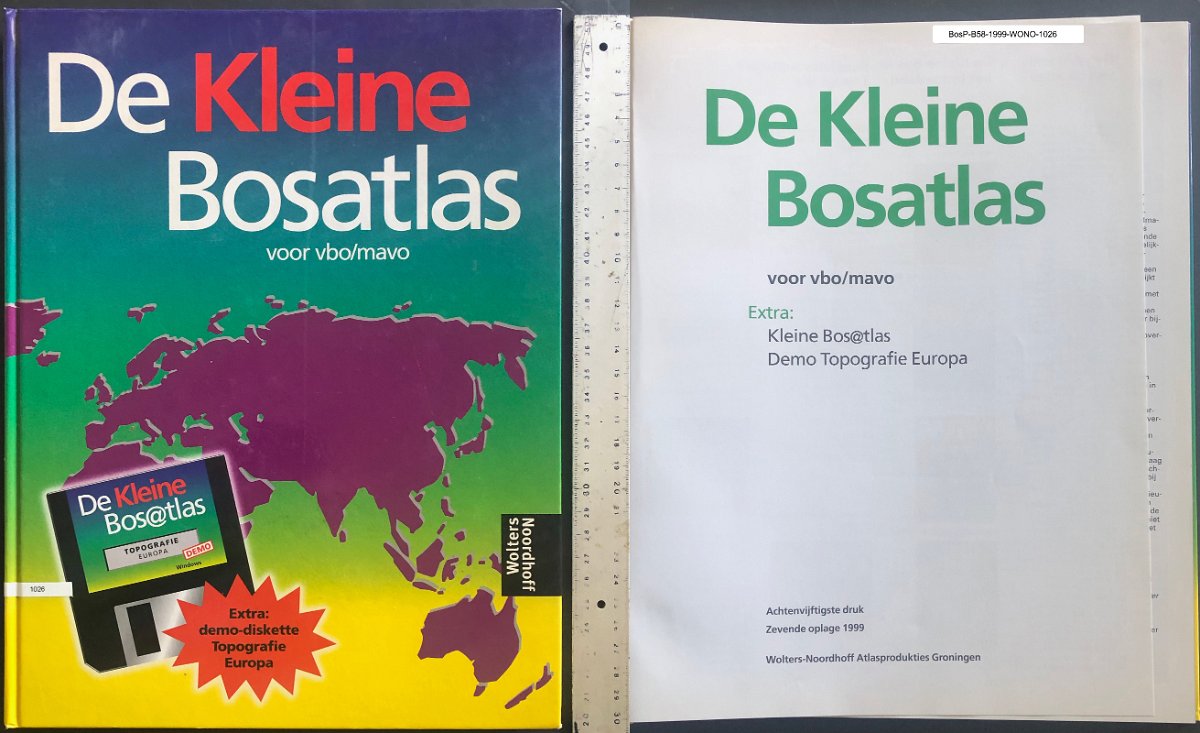 De Kleine
Bosatlas
voor vbo/mavo
De Kleine
Bos@tlas
TOPOGRAFIE
EUROPA
DEMO
Windows
Wolters
Noordhoff
1026
Extra:
demo-diskette
Topografie
Europa
BosP-B58-1999-WONO-1026
De Kleine
Bosatlas
voor vbo/mavo
Extra:
Kleine Bos@tlas
Demo Topografie Europa
Achtenvijftigste druk
Zevende oplage 1999
Wolters-Noordhoff Atlasprodukties Groningen